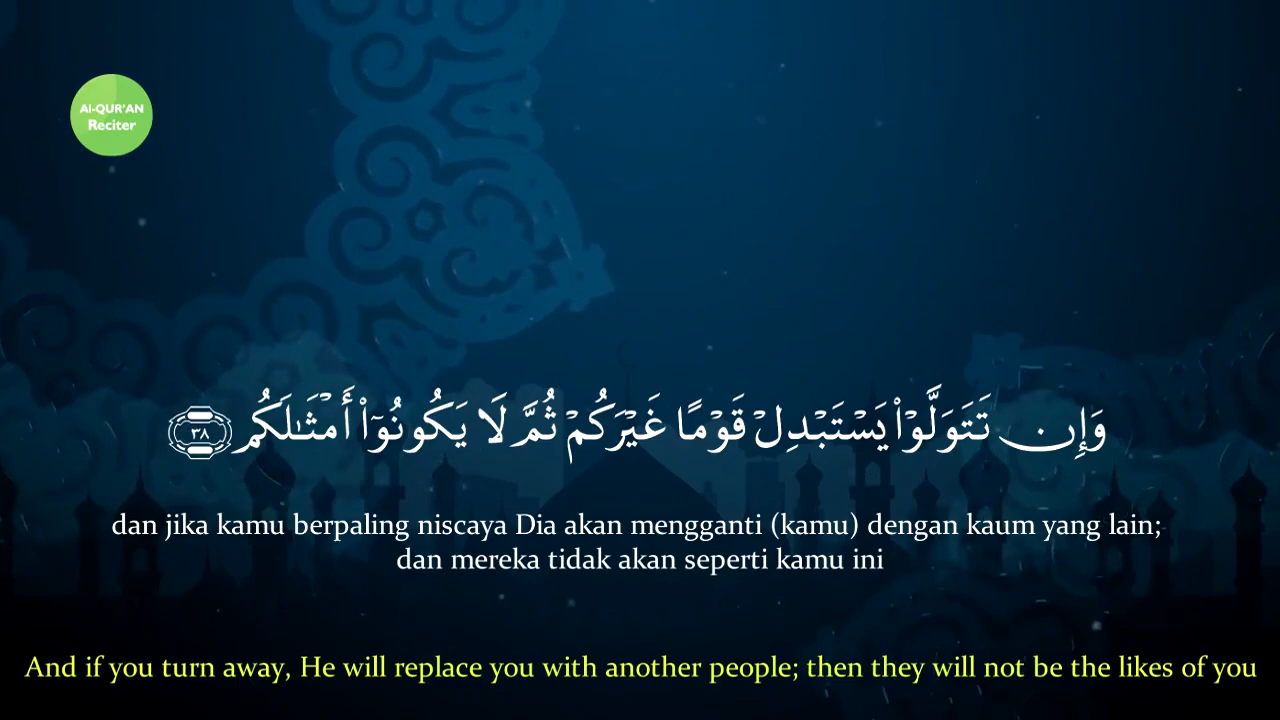 Al-QUR'AN
Reciter
وَإِن تَتَوَلَّوْا۟ يَسْتَبْدِلْ قَوْمًا غَيْرَكُمْ ثُمَّ لَا يَكُونُوٓا۟ أَمْثَـٰلَكُم ٣٨
dan jika kamu berpaling niscaya Dia akan mengganti (kamu) dengan kaum yang lain;
dan mereka tidak akan seperti kamu ini
And if you turn away, He will replace you with another people; then they will not be the likes of you